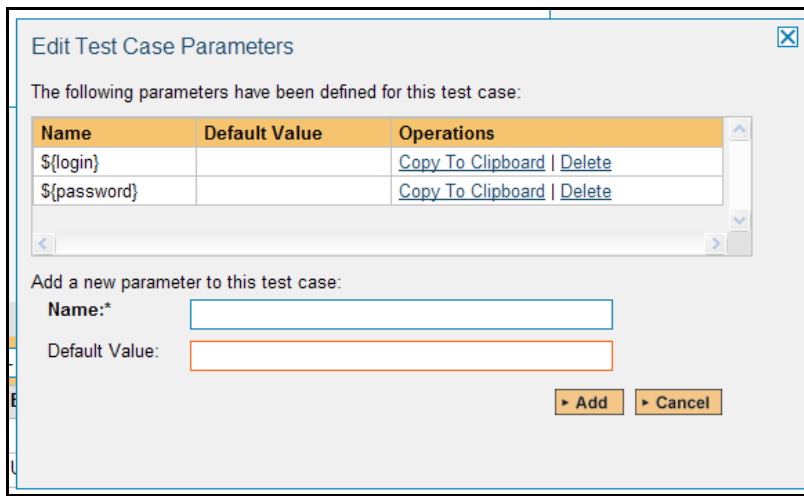 Edit Test Case Parameters
The following parameters have been defined for this test case:
Name Default Value Operations
${login} Copy To Clipboard | Delete
${password} Copy To Clipboard | Delete
Add a new parameter to this test case:
Name:*
Default Value:
Add Cancel